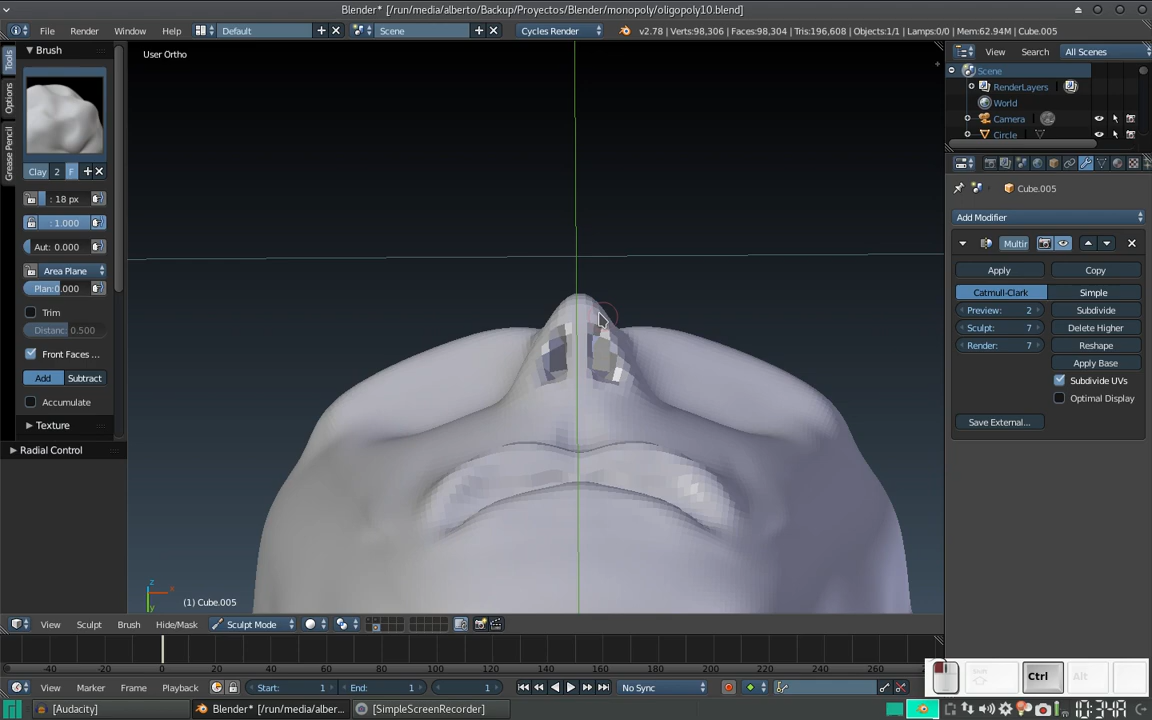 Blender* [/run/media/alberto/Backup/Proyectos/Blender/monopoly/oligopoly10.blend]
File Render Window Help Default Scene Cycles Render v2.78 | Verts:98,306 | Faces:98,304 | Tris:196,608 | Objects:1/1 | Lamps:0/0 | Mem:62.94M | Cube.005
Brush
User Ortho
View Search All Scenes
Tools
Options
Grease Pencil
Scene
RenderLayers
World
Camera
Circle
Clay 2 F
: 18 px
: 1.000
Aut: 0.000
Area Plane
Plan:0.000
Trim
Distanc: 0.500
Front Faces ...
Add Subtract
Accumulate
Texture
Radial Control
Cube.005
Add Modifier
Multir
Apply Copy
Catmull-Clark Simple
Preview: 2 Subdivide
Sculpt: 7 Delete Higher
Render: 7 Reshape
Apply Base
Subdivide UVs
Optimal Display
Save External...
z
x
y
(1) Cube.005
View Sculpt Brush Hide/Mask Sculpt Mode
-40 -20 0 20 40 60 80 100 120 140 160 180 200 220 240 260
View Marker Frame Playback Start: 1 End: 1 1 No Sync
Ctrl
Alt
[Audacity] Blender* [/run/media/alber... [SimpleScreenRecorder]